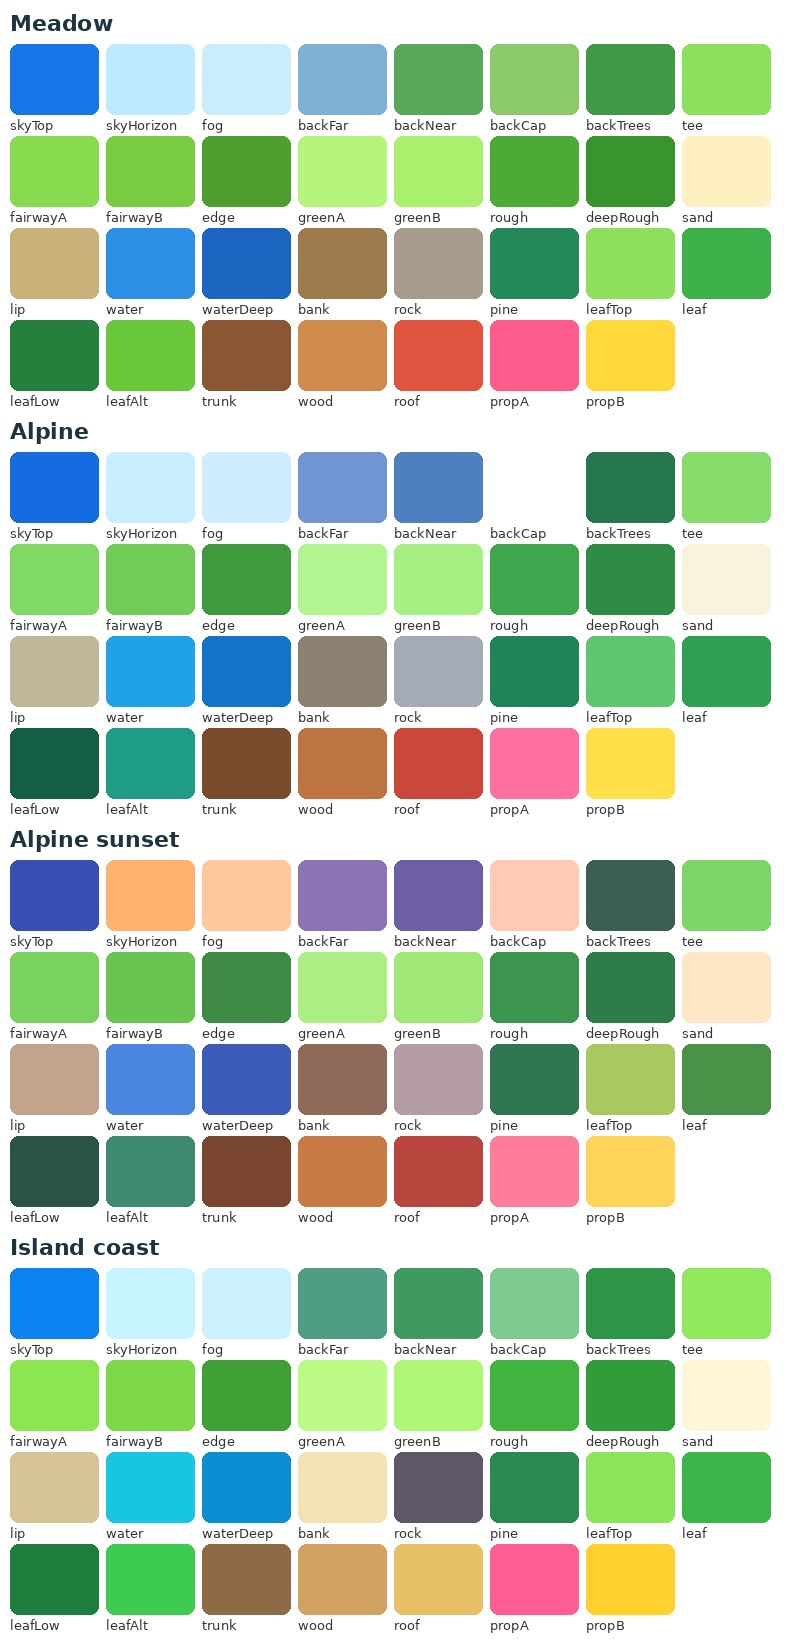 Meadow
skyTop skyHorizon fog backFar backNear backCap backTrees tee
fairwayA fairwayB edge greenA greenB rough deepRough sand
lip water waterDeep bank rock pine leafTop leaf
leafLow leafAlt trunk wood roof propA propB
Alpine
skyTop skyHorizon fog backFar backNear backCap backTrees tee
fairwayA fairwayB edge greenA greenB rough deepRough sand
lip water waterDeep bank rock pine leafTop leaf
leafLow leafAlt trunk wood roof propA propB
Alpine sunset
skyTop skyHorizon fog backFar backNear backCap backTrees tee
fairwayA fairwayB edge greenA greenB rough deepRough sand
lip water waterDeep bank rock pine leafTop leaf
leafLow leafAlt trunk wood roof propA propB
Island coast
skyTop skyHorizon fog backFar backNear backCap backTrees tee
fairwayA fairwayB edge greenA greenB rough deepRough sand
lip water waterDeep bank rock pine leafTop leaf
leafLow leafAlt trunk wood roof propA propB